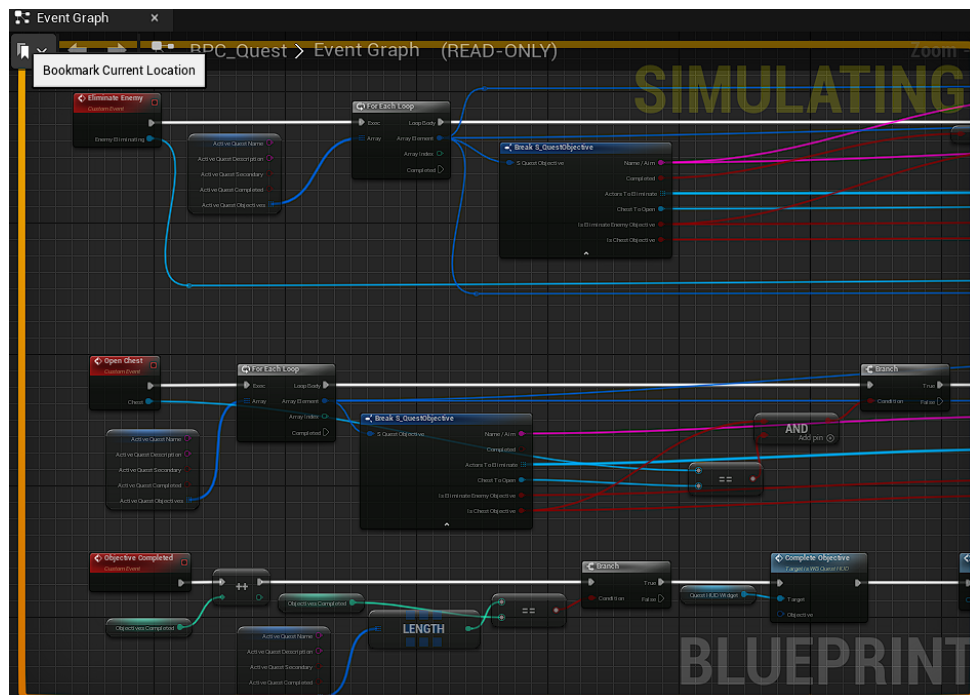 Event Graph
BPC_Quest > Event Graph (READ-ONLY)
Zoom
Bookmark Current Location
SIMULATING
Eliminate Enemy
Custom Event
Enemy Eliminating
Active Quest Name
Active Quest Description
Active Quest Secondary
Active Quest Completed
Active Quest Objectives
For Each Loop
Exec
Loop Body
Array
Array Element
Array Index
Completed
Break S_QuestObjective
S Quest Objective
Name / Aim
Completed
Actors To Eliminate
Chest To Open
Is Eliminate Enemy Objective
Is Chest Objective
Open Chest
Custom Event
Chest
Active Quest Name
Active Quest Description
Active Quest Secondary
Active Quest Completed
Active Quest Objectives
For Each Loop
Exec
Loop Body
Array
Array Element
Array Index
Completed
Break S_QuestObjective
S Quest Objective
Name / Aim
Completed
Actors To Eliminate
Chest To Open
Is Eliminate Enemy Objective
Is Chest Objective
==
AND
Add pin
Branch
True
Condition
False
Objective Completed
Custom Event
Objectives Completed
++
Objectives Completed
Active Quest Name
Active Quest Description
Active Quest Secondary
Active Quest Completed
LENGTH
==
Branch
True
Condition
False
Quest HUD Widget
Complete Objective
Target is WB Quest HUD
Target
Objective
BLUEPRINT